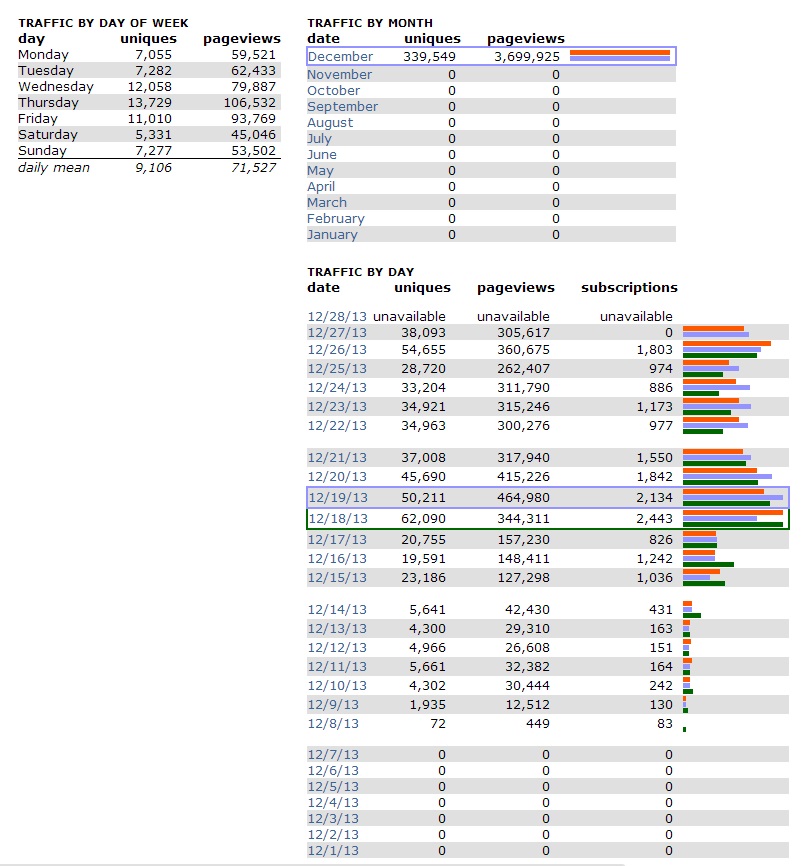 TRAFFIC BY DAY OF WEEK
day uniques pageviews
Monday 7,055 59,521
Tuesday 7,282 62,433
Wednesday 12,058 79,887
Thursday 13,729 106,532
Friday 11,010 93,769
Saturday 5,331 45,046
Sunday 7,277 53,502
daily mean 9,106 71,527
TRAFFIC BY MONTH
date uniques pageviews
December 339,549 3,699,925
November 0 0
October 0 0
September 0 0
August 0 0
July 0 0
June 0 0
May 0 0
April 0 0
March 0 0
February 0 0
January 0 0
TRAFFIC BY DAY
date uniques pageviews subscriptions
12/28/13 unavailable unavailable unavailable
12/27/13 38,093 305,617 0
12/26/13 54,655 360,675 1,803
12/25/13 28,720 262,407 974
12/24/13 33,204 311,790 886
12/23/13 34,921 315,246 1,173
12/22/13 34,963 300,276 977
12/21/13 37,008 317,940 1,550
12/20/13 45,690 415,226 1,842
12/19/13 50,211 464,980 2,134
12/18/13 62,090 344,311 2,443
12/17/13 20,755 157,230 826
12/16/13 19,591 148,411 1,242
12/15/13 23,186 127,298 1,036
12/14/13 5,641 42,430 431
12/13/13 4,300 29,310 163
12/12/13 4,966 26,608 151
12/11/13 5,661 32,382 164
12/10/13 4,302 30,444 242
12/9/13 1,935 12,512 130
12/8/13 72 449 83
12/7/13 0 0 0
12/6/13 0 0 0
12/5/13 0 0 0
12/4/13 0 0 0
12/3/13 0 0 0
12/2/13 0 0 0
12/1/13 0 0 0